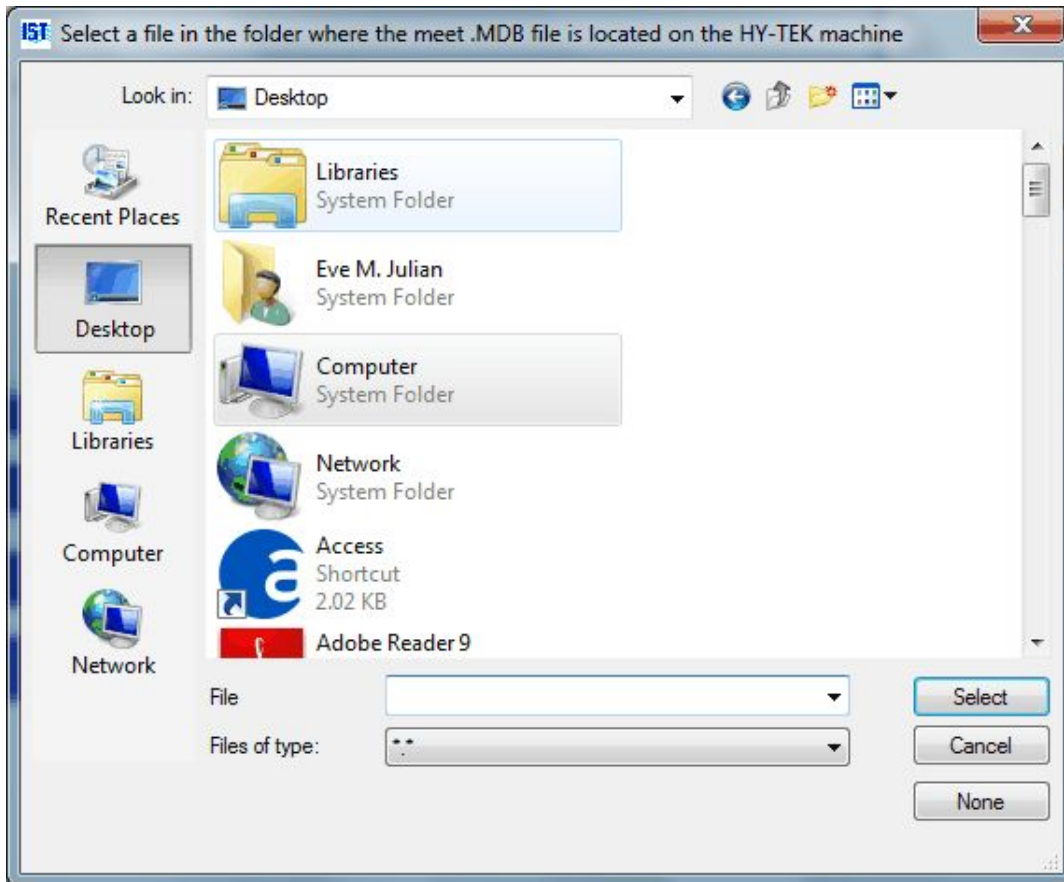 IST Select a file in the folder where the meet .MDB file is located on the HY-TEK machine
Look in: Desktop
Recent Places
Desktop
Libraries
Computer
Network
Libraries
System Folder
Eve M. Julian
System Folder
Computer
System Folder
Network
System Folder
Access
Shortcut
2.02 KB
Adobe Reader 9
File
Select
Files of type: *.*
Cancel
None